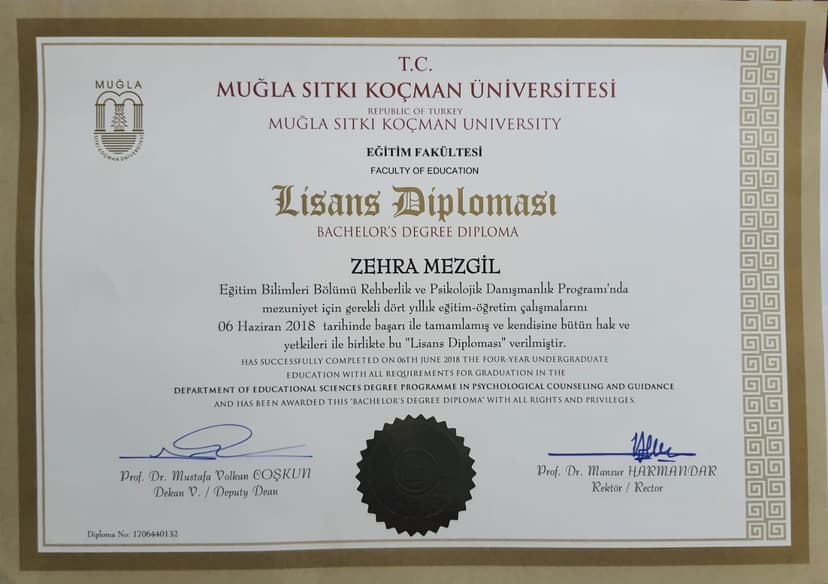 MUĞLA
SITKI KOÇMAN ÜNİVERSİTESİ
T.C.
MUĞLA SITKI KOÇMAN ÜNİVERSİTESİ
REPUBLIC OF TURKEY
MUĞLA SITKI KOÇMAN UNIVERSITY
EĞİTİM FAKÜLTESİ
FACULTY OF EDUCATION
Lisans Diploması
BACHELOR'S DEGREE DIPLOMA
ZEHRA MEZGİL
Eğitim Bilimleri Bölümü Rehberlik ve Psikolojik Danışmanlık Programı'nda
mezuniyet için gerekli dört yıllık eğitim-öğretim çalışmalarını
06 Haziran 2018 tarihinde başarı ile tamamlamış ve kendisine bütün hak ve
yetkileri ile birlikte bu "Lisans Diploması" verilmiştir.
HAS SUCCESSFULLY COMPLETED ON 06TH JUNE 2018 THE FOUR-YEAR UNDERGRADUATE
EDUCATION WITH ALL REQUIREMENTS FOR GRADUATION IN THE
DEPARTMENT OF EDUCATIONAL SCIENCES DEGREE PROGRAMME IN PSYCHOLOGICAL COUNSELING AND GUIDANCE
AND HAS BEEN AWARDED THIS "BACHELOR'S DEGREE DIPLOMA" WITH ALL RIGHTS AND PRIVILEGES.
Prof. Dr. Mustafa Volkan COŞKUN
Dekan V. / Deputy Dean
Prof. Dr. Mansur HARMANDAR
Rektör / Rector
Diploma No: 1706440132